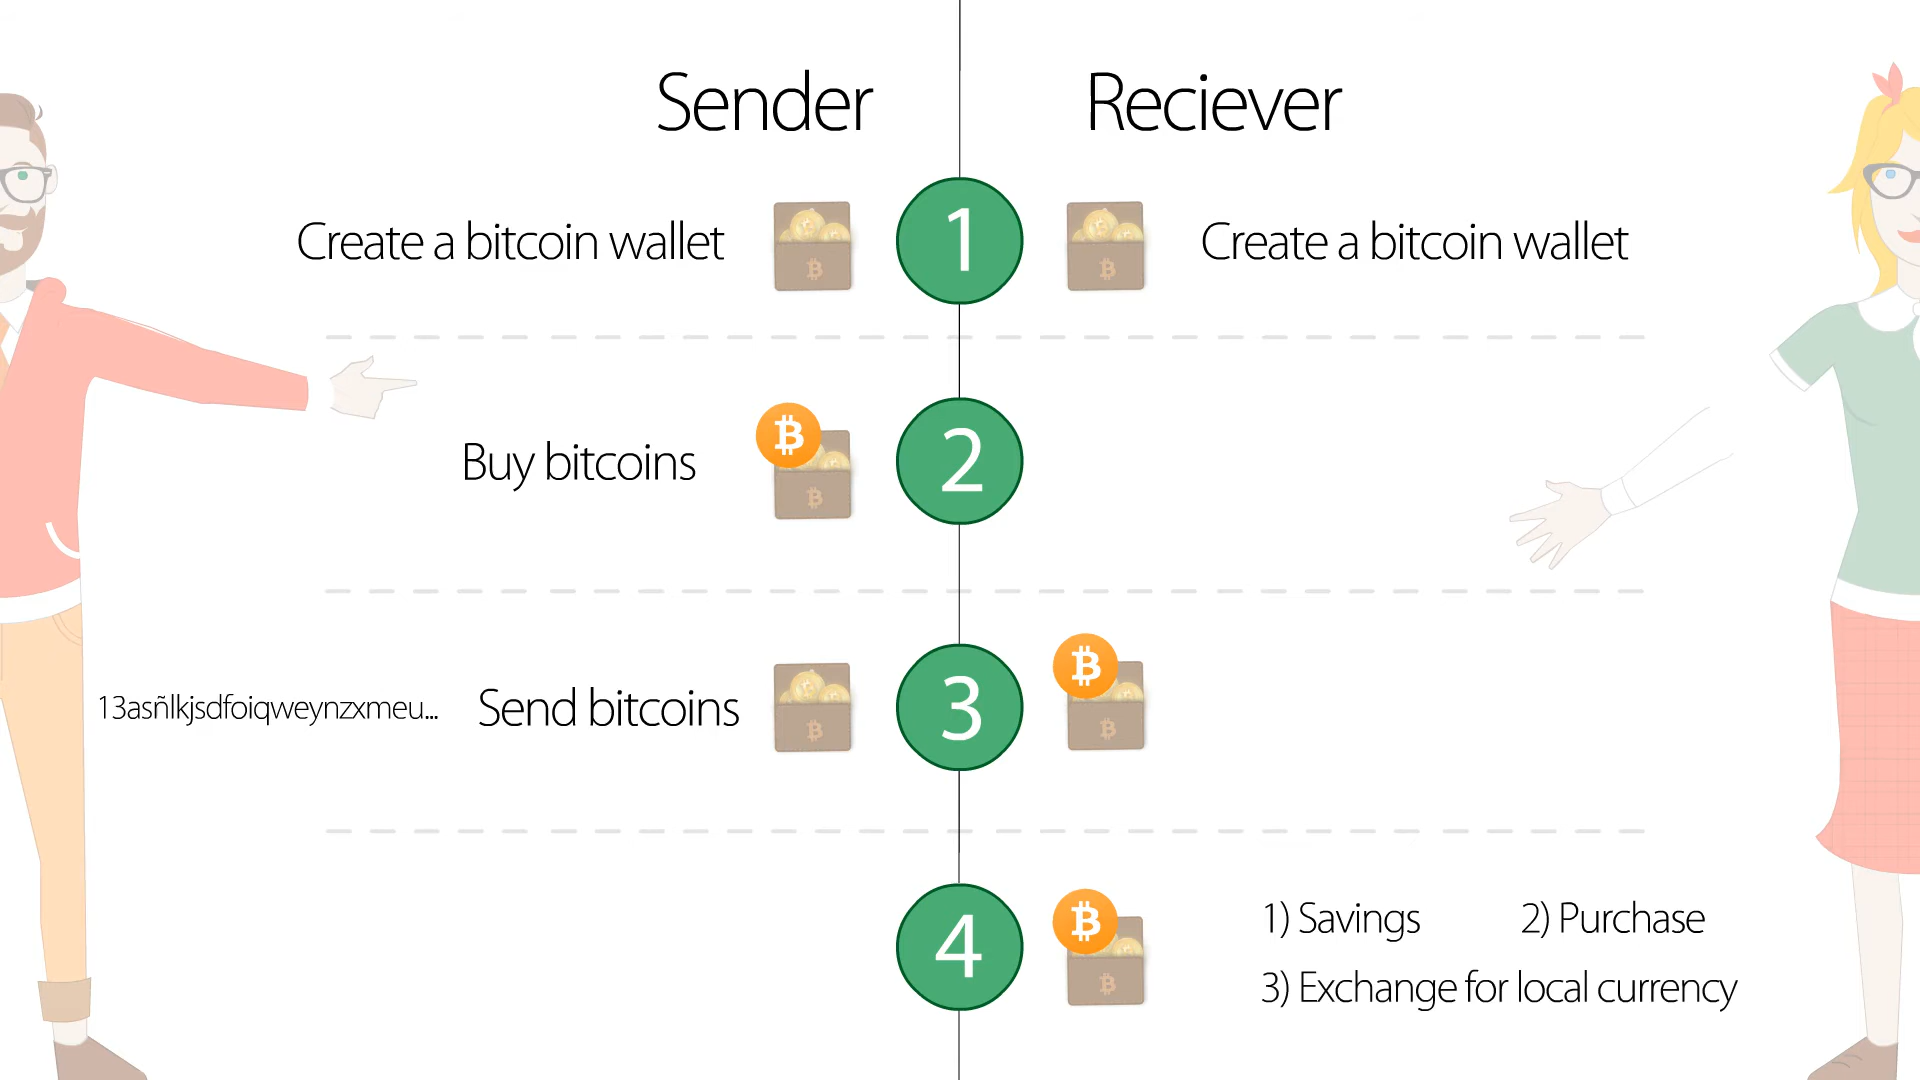 Sender
Reciever
Create a bitcoin wallet
1
Create a bitcoin wallet
Buy bitcoins
2
13asñlkjsdfoiqweynzxmeu...
Send bitcoins
3
4
1) Savings
2) Purchase
3) Exchange for local currency